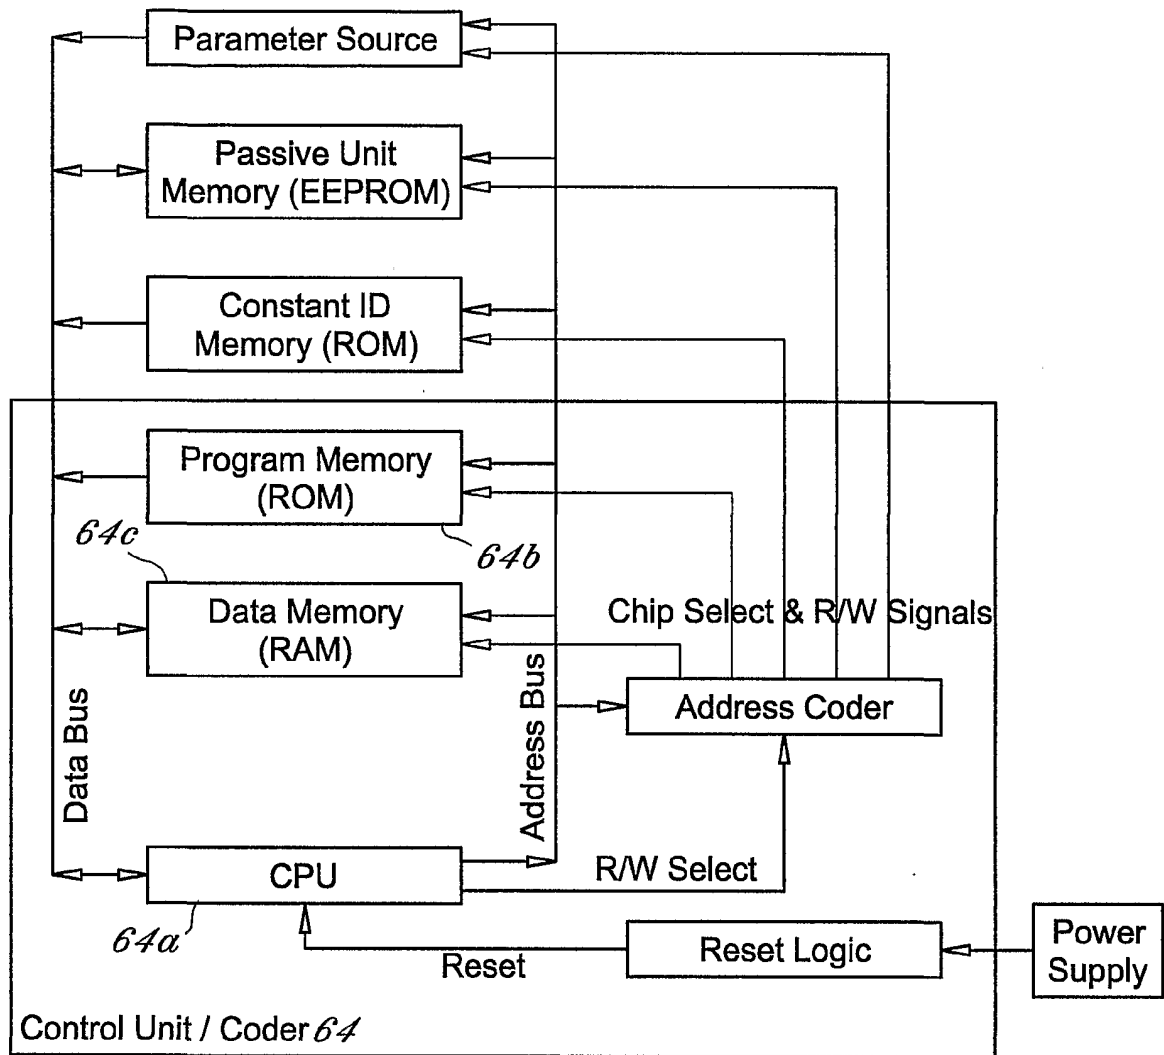 Parameter Source
Passive Unit
Memory (EEPROM)
Constant ID
Memory (ROM)
Program Memory
(ROM)
64c
64b
Data Memory
(RAM)
Chip Select & R/W Signals
Address Coder
Data Bus
Address Bus
CPU
R/W Select
64a
Reset
Reset Logic
Power
Supply
Control Unit / Coder 64